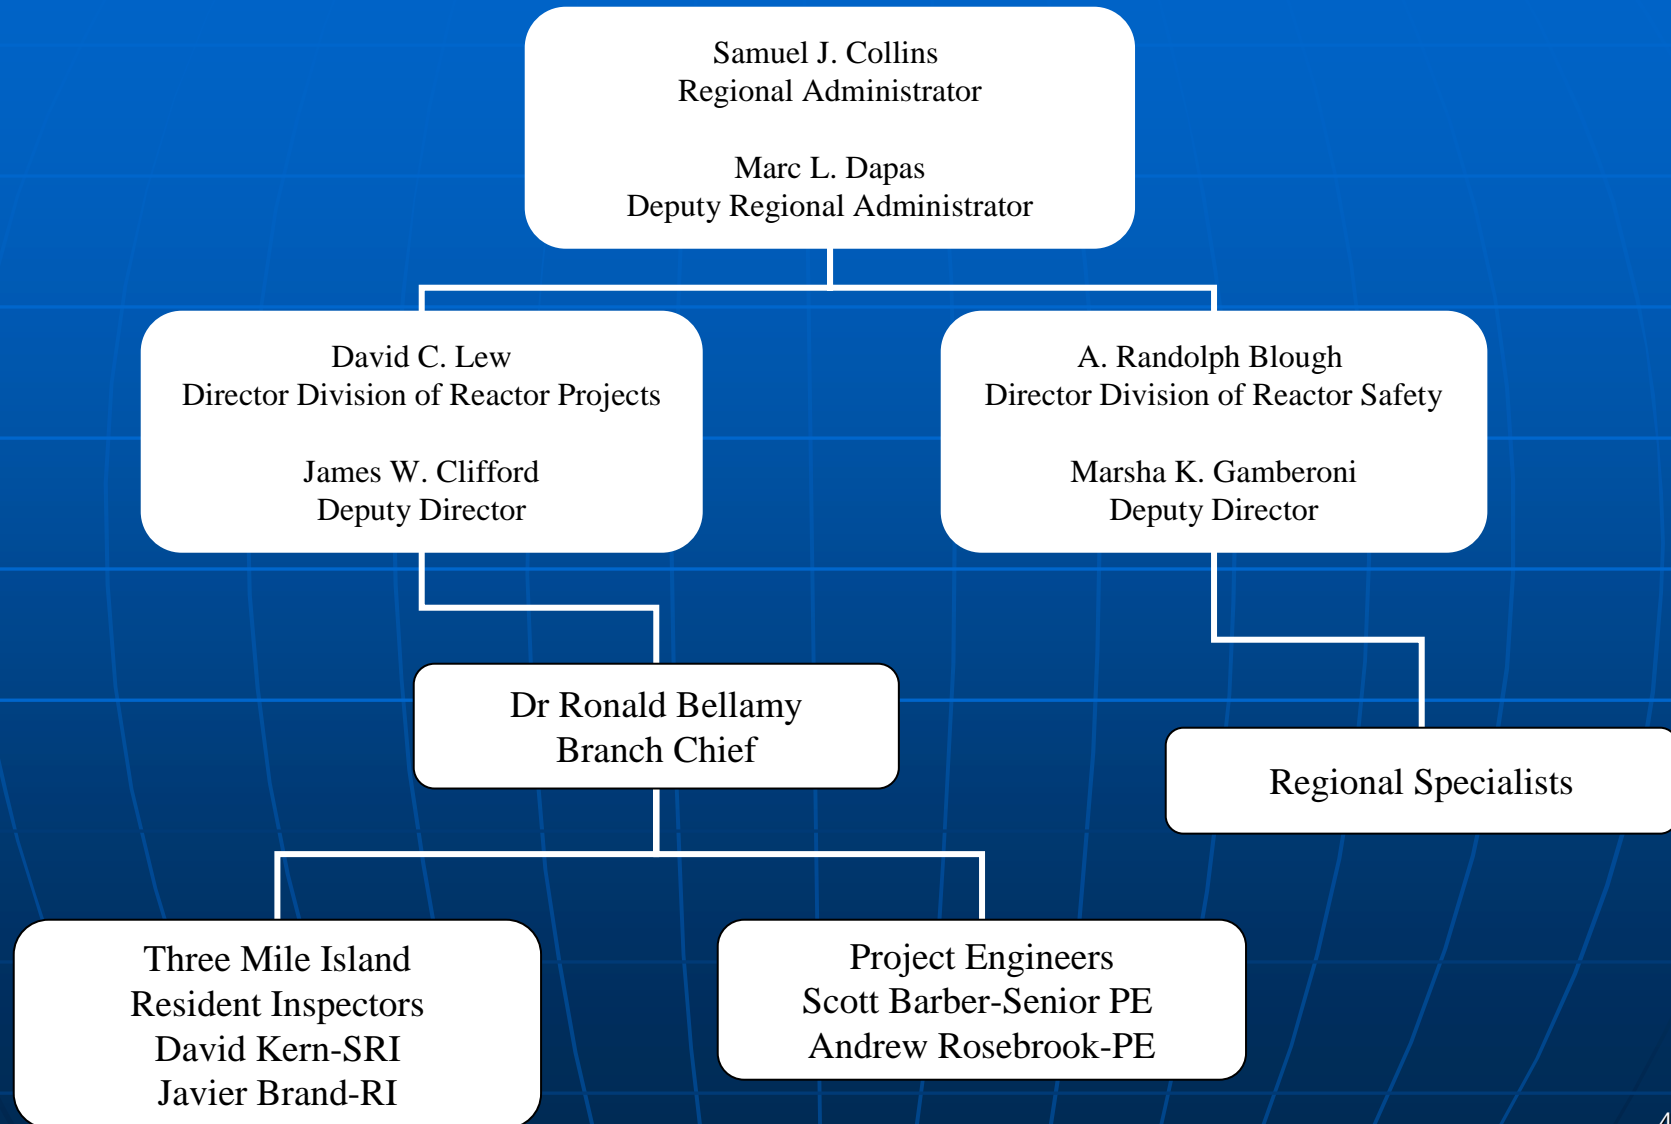 Samuel J. Collins
Regional Administrator
Marc L. Dapas
Deputy Regional Administrator
David C. Lew
Director Division of Reactor Projects
James W. Clifford
Deputy Director
A. Randolph Blough
Director Division of Reactor Safety
Marsha K. Gamberoni
Deputy Director
Dr Ronald Bellamy
Branch Chief
Regional Specialists
Three Mile Island
Resident Inspectors
David Kern-SRI
Javier Brand-RI
Project Engineers
Scott Barber-Senior PE
Andrew Rosebrook-PE
4